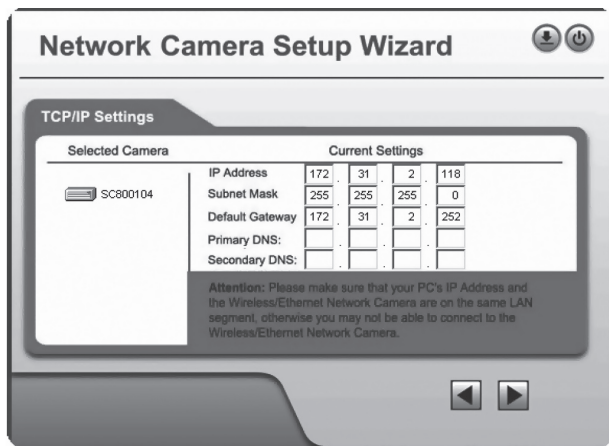 Network Camera Setup Wizard
TCP/IP Settings
Selected Camera
Current Settings
SC800104
IP Address 172 . 31 . 2 . 118
Subnet Mask 255 . 255 . 255 . 0
Default Gateway 172 . 31 . 2 . 252
Primary DNS: . . .
Secondary DNS: . . .
Attention: Please make sure that your PC's IP Address and
the Wireless/Ethernet Network Camera are on the same LAN
segment, otherwise you may not be able to connect to the
Wireless/Ethernet Network Camera.